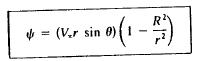 ψ = (V∞r sin θ)(1 − R²/r²)